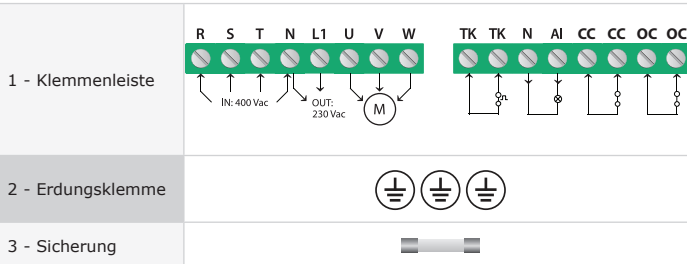 R S T N L1 U V W TK TK N Al CC CC OC OC
1 - Klemmenleiste
IN: 400 Vac
OUT:
230 Vac
M
2 - Erdungsklemme
3 - Sicherung